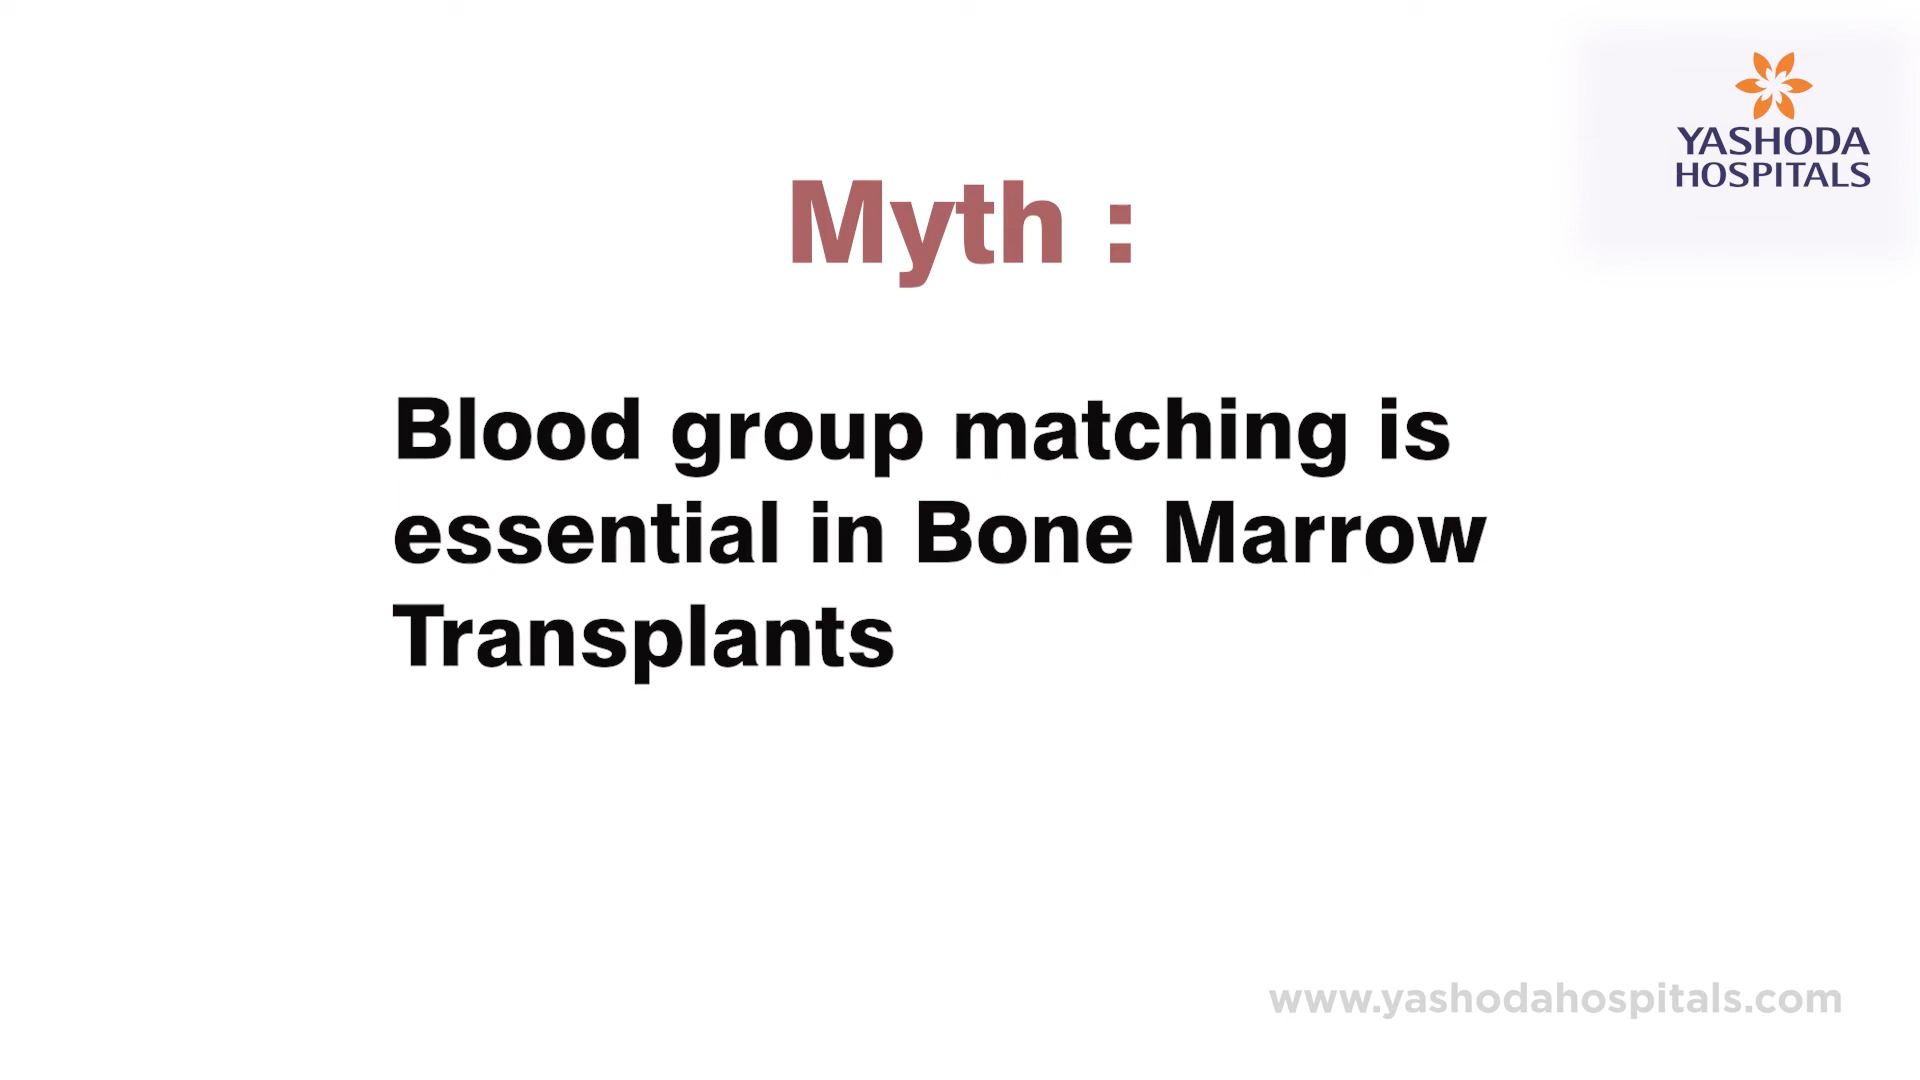 YASHODA
HOSPITALS
Myth :
Blood group matching is
essential in Bone Marrow
Transplants
www.yashodahospitals.com